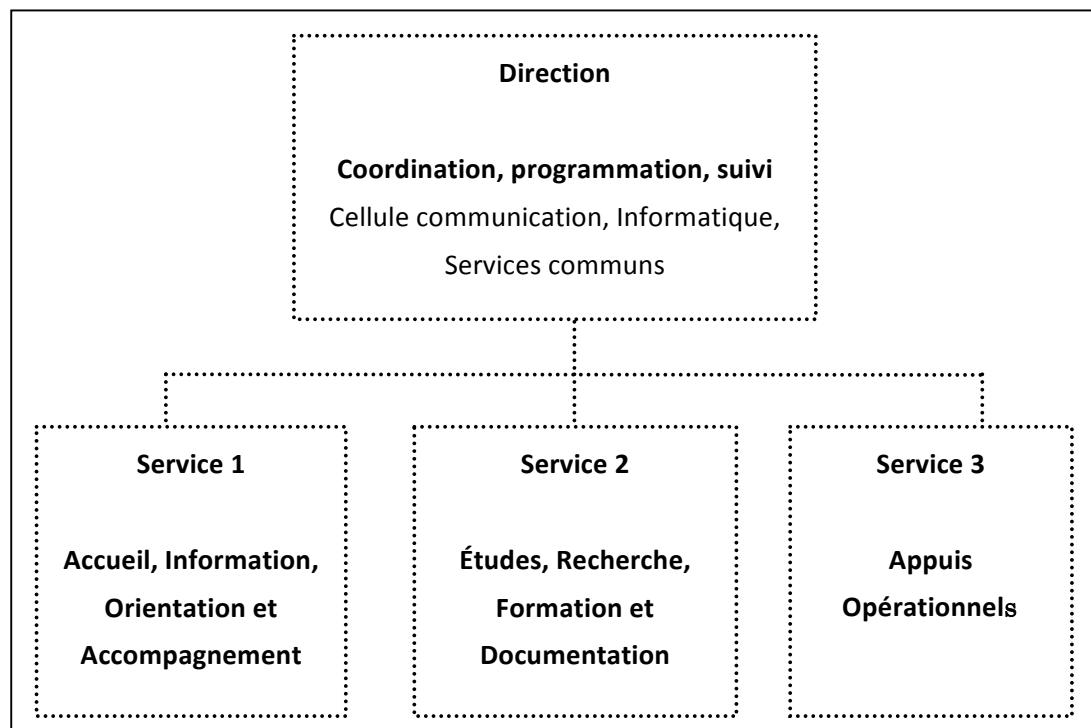 Direction
Coordination, programmation, suivi
Cellule communication, Informatique,
Services communs
Service 1
Accueil, Information,
Orientation et
Accompagnement
Service 2
Études, Recherche,
Formation et
Documentation
Service 3
Appuis
Opérationnels